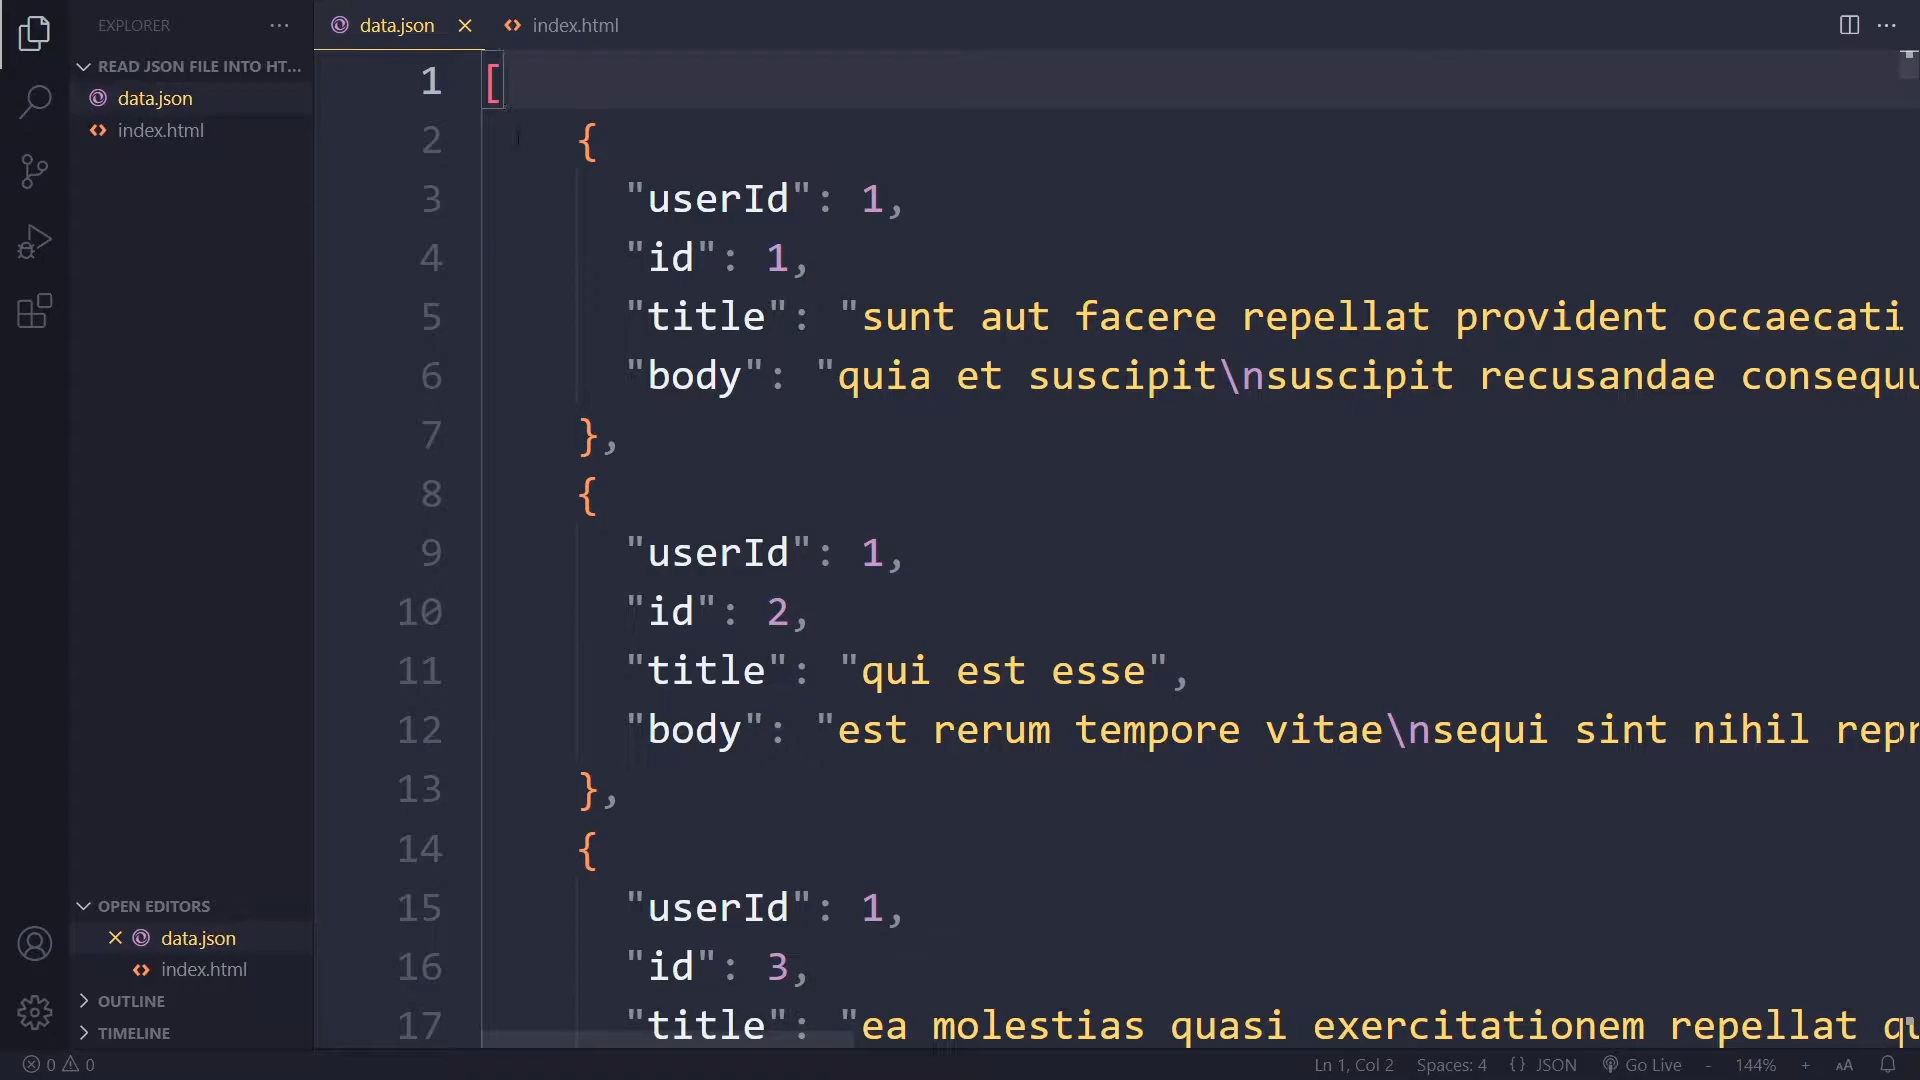 EXPLORER
READ JSON FILE INTO HT...
data.json
index.html
data.json
index.html
1 [
2 {
3 "userId": 1,
4 "id": 1,
5 "title": "sunt aut facere repellat provident occaecati
6 "body": "quia et suscipit\nsuscipit recusandae consequu
7 },
8 {
9 "userId": 1,
10 "id": 2,
11 "title": "qui est esse",
12 "body": "est rerum tempore vitae\nsequi sint nihil repr
13 },
14 {
15 "userId": 1,
16 "id": 3,
17 "title": "ea molestias quasi exercitationem repellat qu
OPEN EDITORS
data.json
index.html
OUTLINE
TIMELINE
0 0
Ln 1, Col 2 Spaces: 4 {} JSON Go Live - 144% + AA